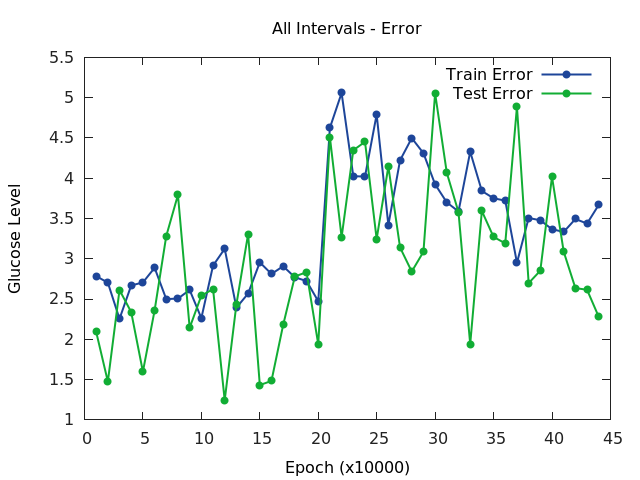 All Intervals - Error
5.5
5
4.5
4
3.5
3
2.5
2
1.5
1
Glucose Level
Train Error
Test Error
0 5 10 15 20 25 30 35 40 45
Epoch (x10000)